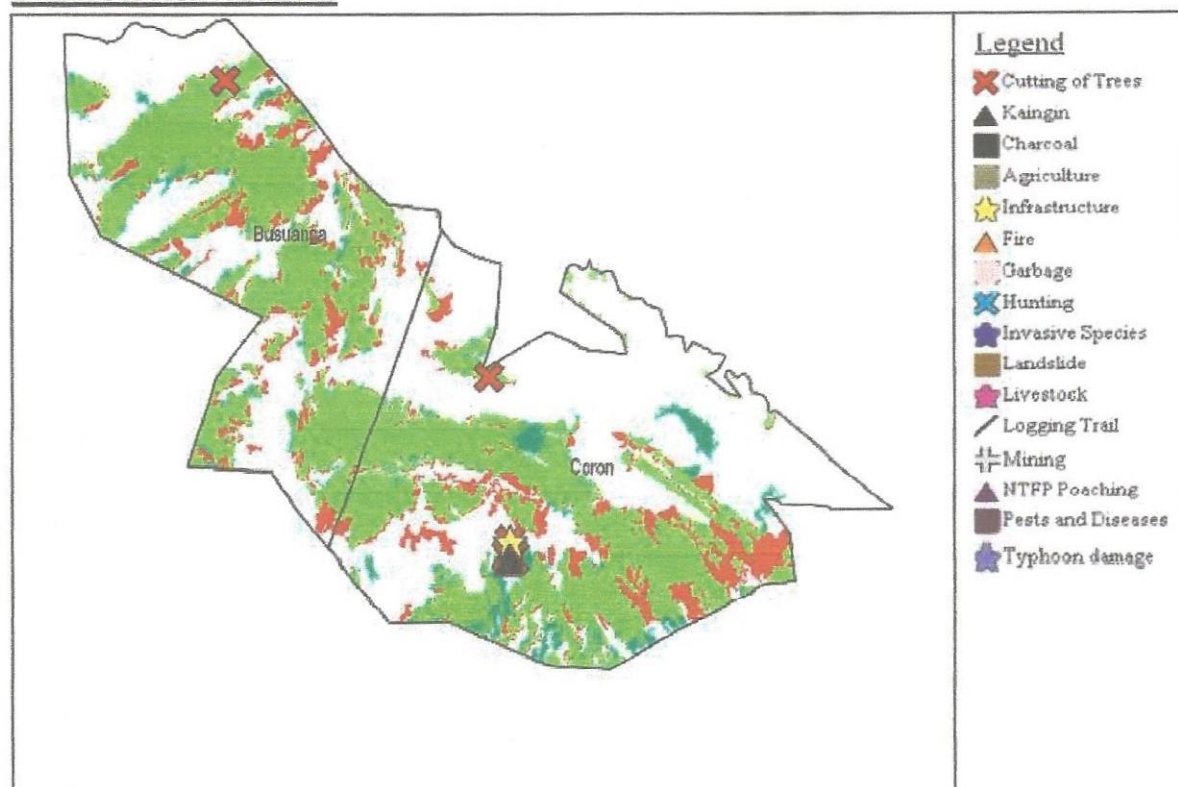 Legend
Cutting of Trees
Kaingin
Charcoal
Agriculture
Infrastructure
Fire
Garbage
Hunting
Invasive Species
Landslide
Livestock
Logging Trail
Mining
NTFP Poaching
Pests and Diseases
Typhoon damage
Busuanga
Coron